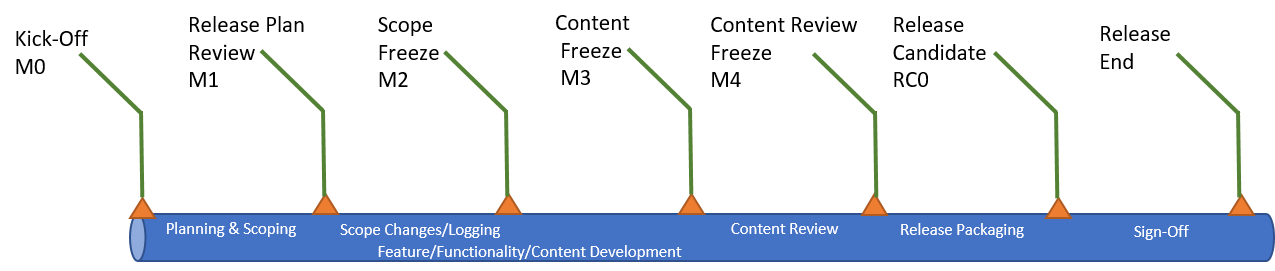 Kick-Off
M0
Release Plan
Review
M1
Scope
Freeze
M2
Content
Freeze
M3
Content Review
Freeze
M4
Release
Candidate
RC0
Release
End
Planning & Scoping
Scope Changes/Logging
Feature/Functionality/Content Development
Content Review
Release Packaging
Sign-Off